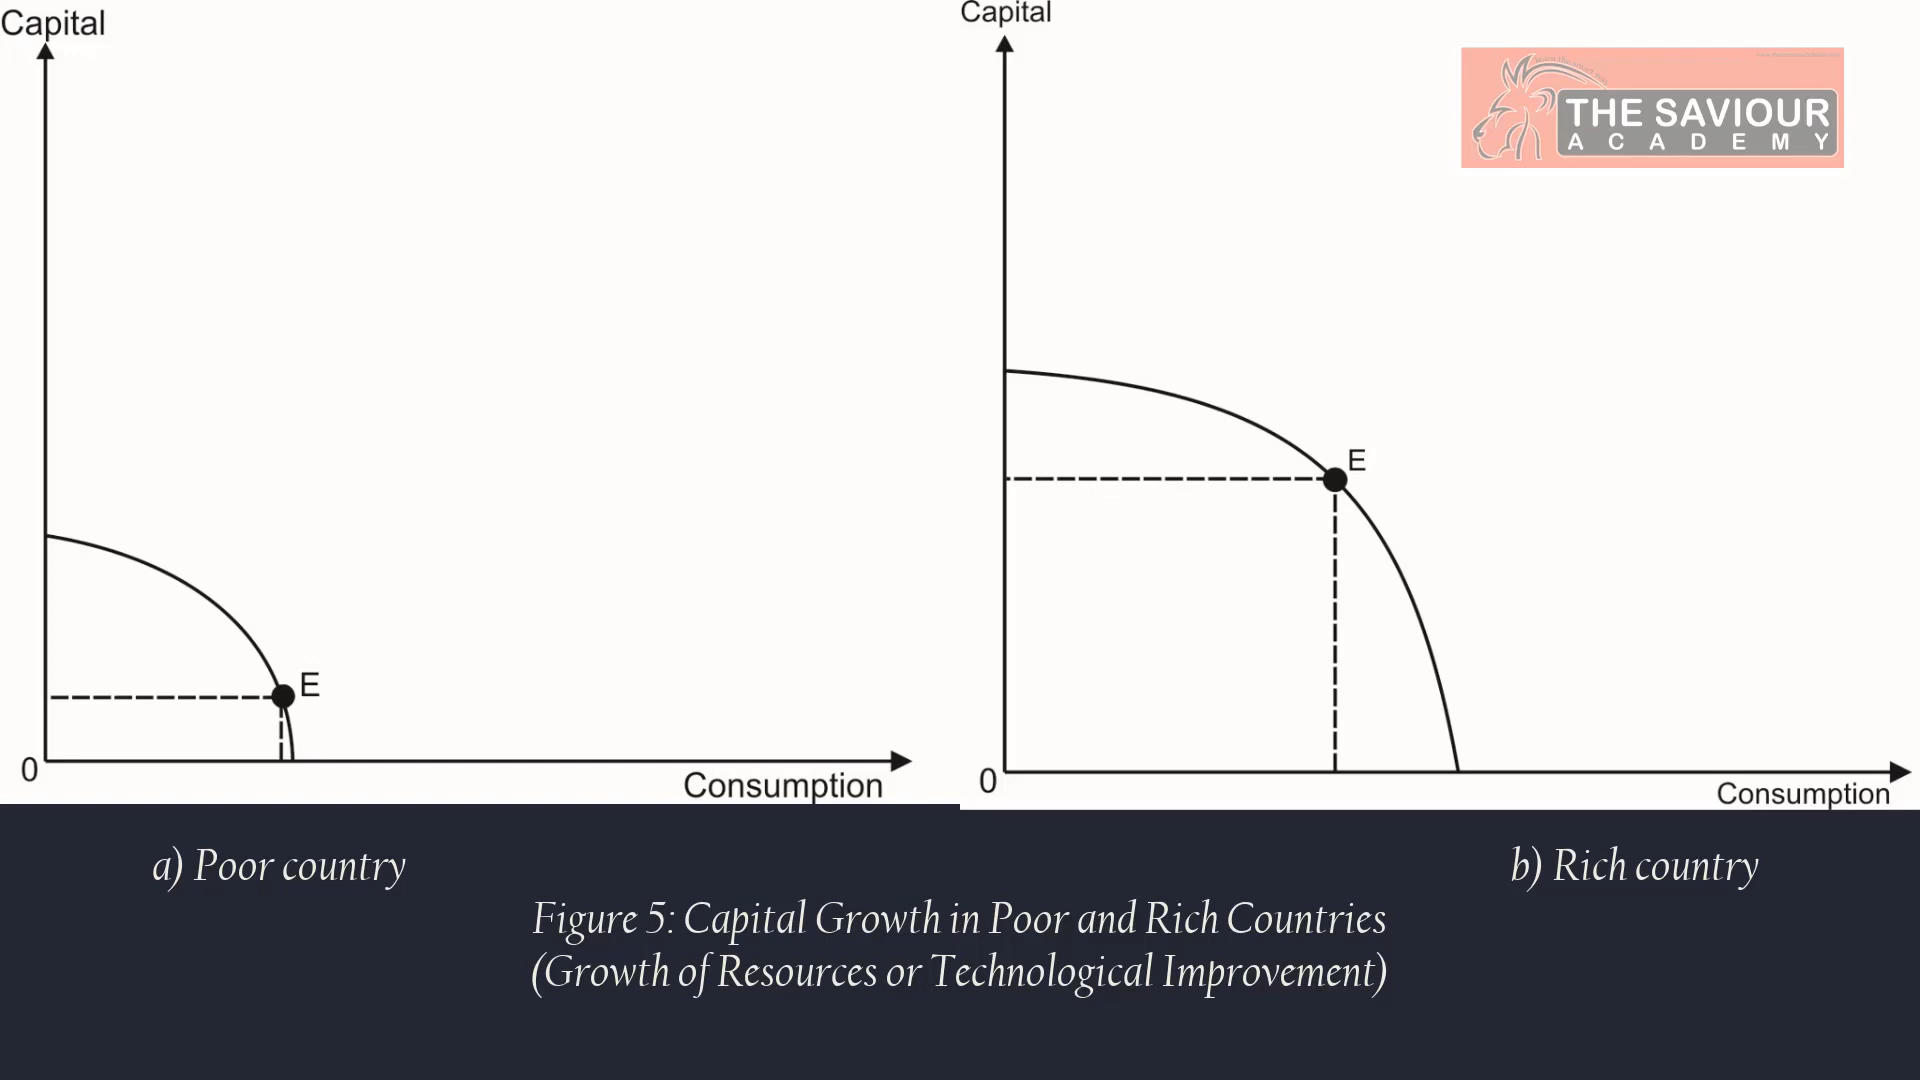 Capital
E
0
Consumption
Capital
THE SAVIOUR
ACADEMY
E
0
Consumption
a) Poor country
b) Rich country
Figure 5: Capital Growth in Poor and Rich Countries
(Growth of Resources or Technological Improvement)